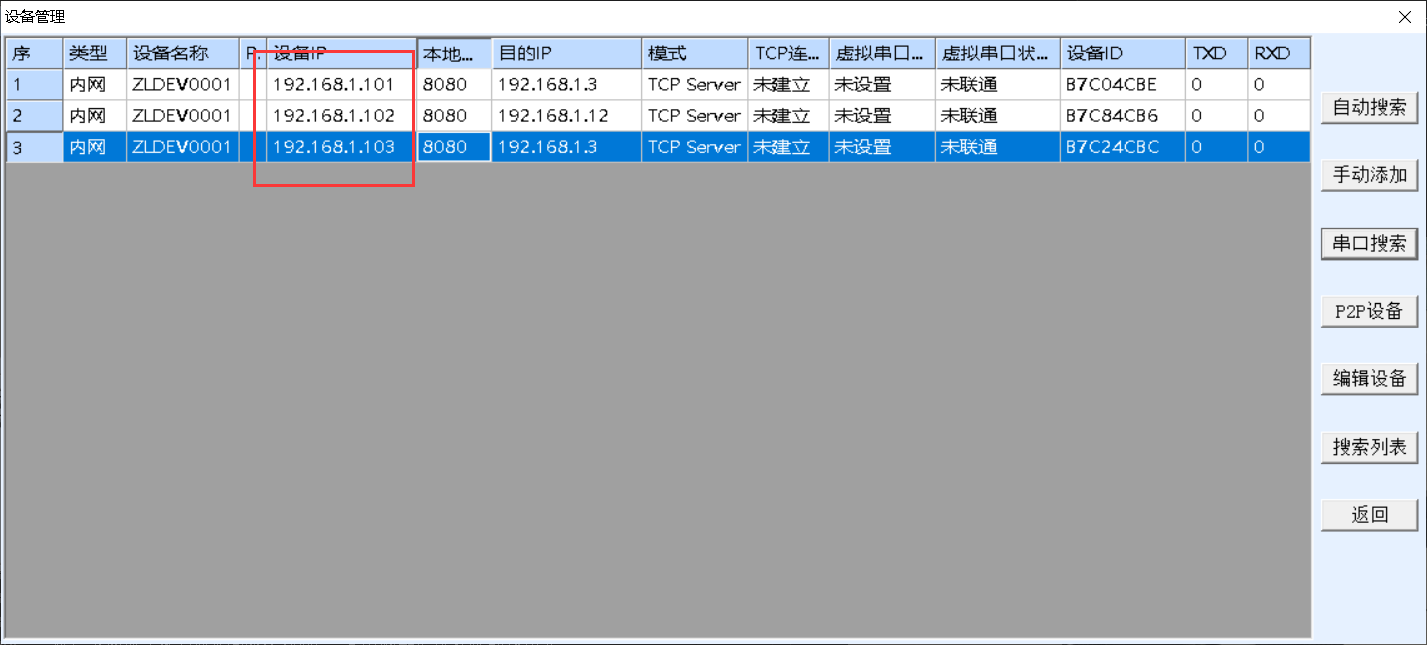 设备管理
序 类型 设备名称 P. 设备IP 本地... 目的IP 模式 TCP连... 虚拟串口... 虚拟串口状... 设备ID TXD RXD
1 内网 ZLDEV0001 192.168.1.101 8080 192.168.1.3 TCP Server 未建立 未设置 未联通 B7C04CBE 0 0
2 内网 ZLDEV0001 192.168.1.102 8080 192.168.1.12 TCP Server 未建立 未设置 未联通 B7C84CB6 0 0
3 内网 ZLDEV0001 192.168.1.103 8080 192.168.1.3 TCP Server 未建立 未设置 未联通 B7C24CBC 0 0
自动搜索
手动添加
串口搜索
P2P设备
编辑设备
搜索列表
返回